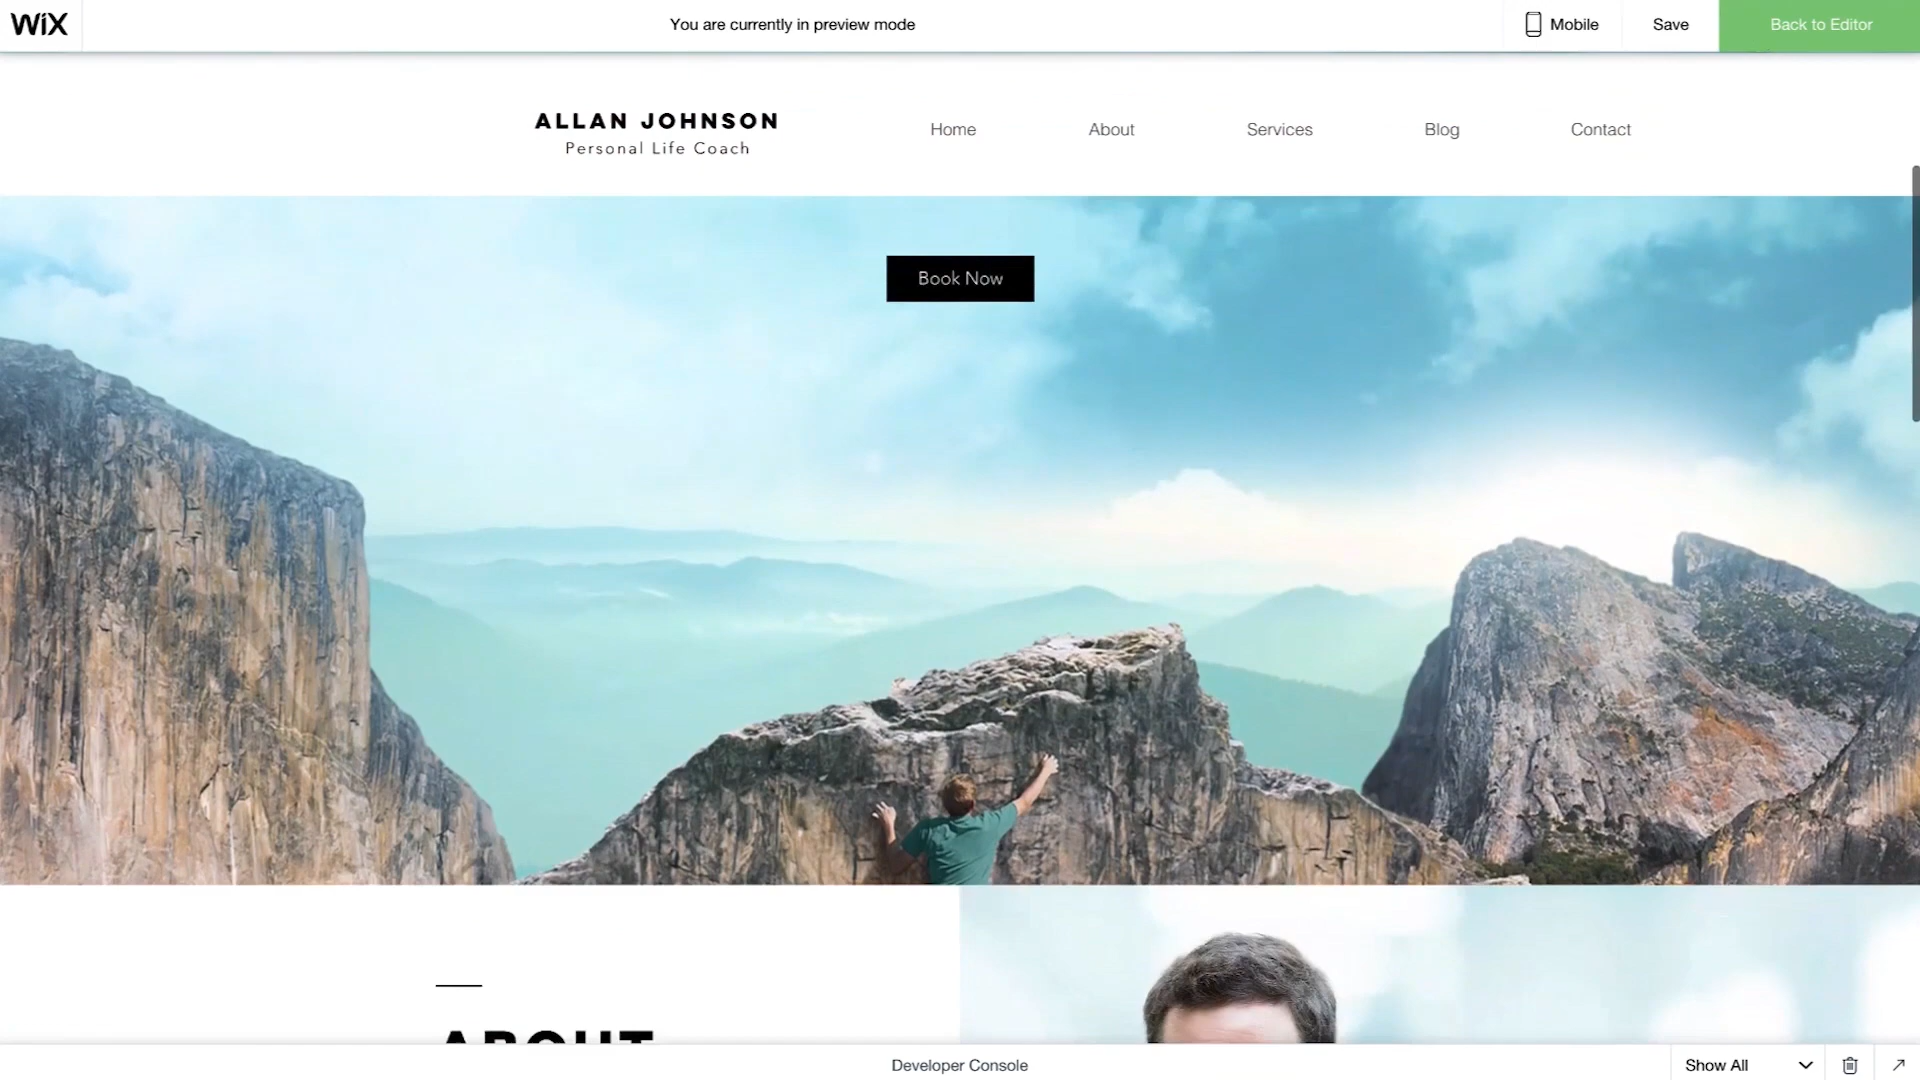 WiX
You are currently in preview mode
Mobile
Save
Back to Editor
ALLAN JOHNSON
Personal Life Coach
Home
About
Services
Blog
Contact
Book Now
ABOUT
Developer Console
Show All